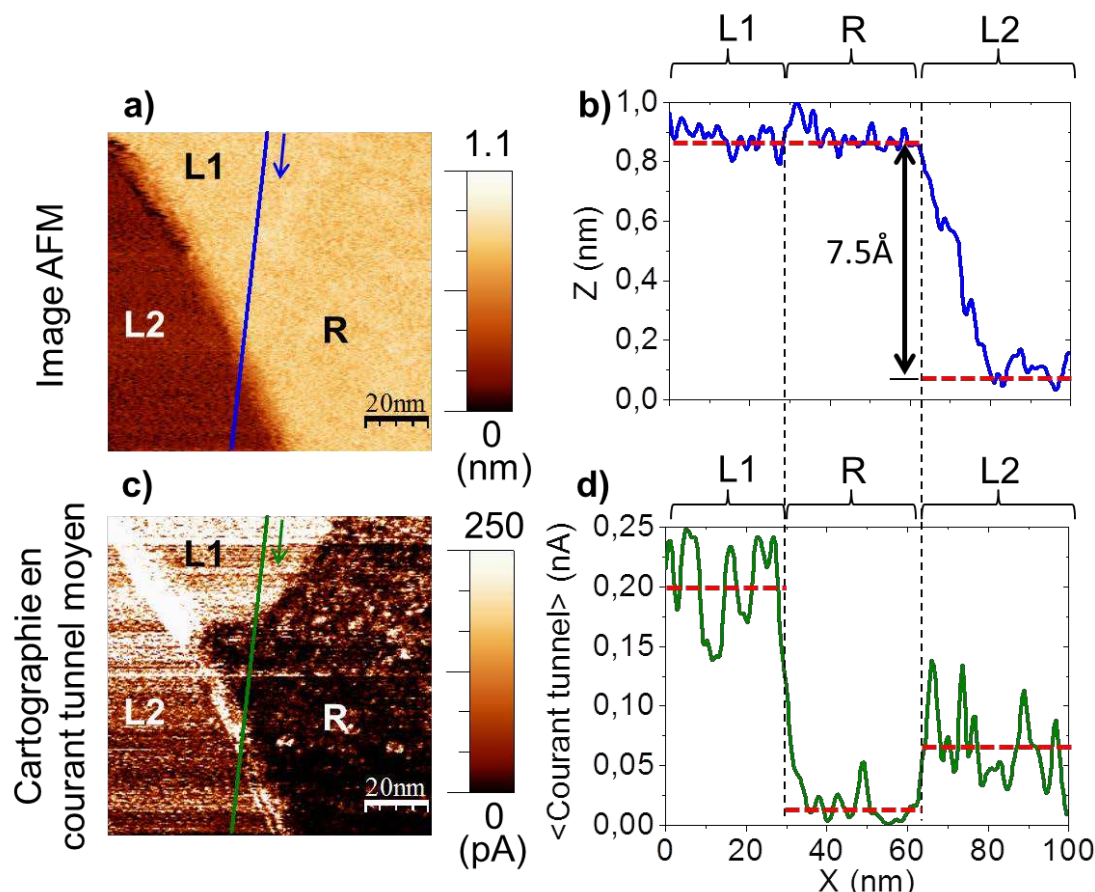 L1 R L2
a)
1.1
L1
L2
R
20nm
0
(nm)
Image AFM
b)
1,0
0,8
0,6
0,4
0,2
0,0
Z (nm)
7.5Å
c)
250
L1
L2
R
20nm
0
(pA)
Cartographie en
courant tunnel moyen
L1 R L2
d)
0,25
0,20
0,15
0,10
0,05
0,00
<Courant tunnel> (nA)
0 20 40 60 80 100
X (nm)